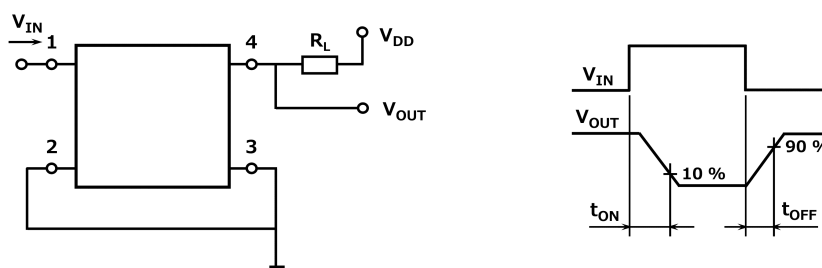 V_IN
1
4
R_L
V_DD
V_OUT
2
3
V_IN
V_OUT
10 %
90 %
t_ON
t_OFF